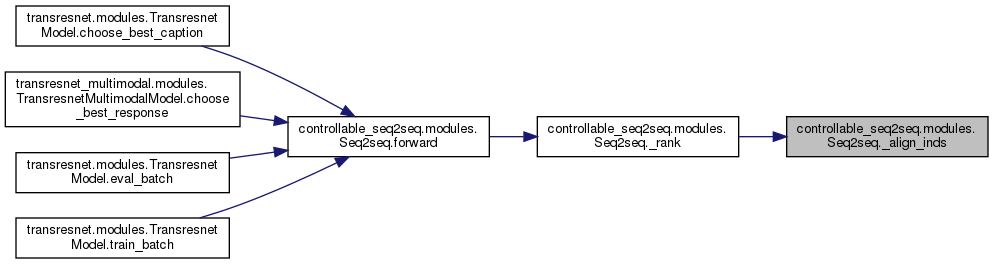 transresnet.modules.Transresnet
Model.choose_best_caption
transresnet_multimodal.modules.
TransresnetMultimodalModel.choose
_best_response
transresnet.modules.Transresnet
Model.eval_batch
transresnet.modules.Transresnet
Model.train_batch
controllable_seq2seq.modules.
Seq2seq.forward
controllable_seq2seq.modules.
Seq2seq._rank
controllable_seq2seq.modules.
Seq2seq._align_inds